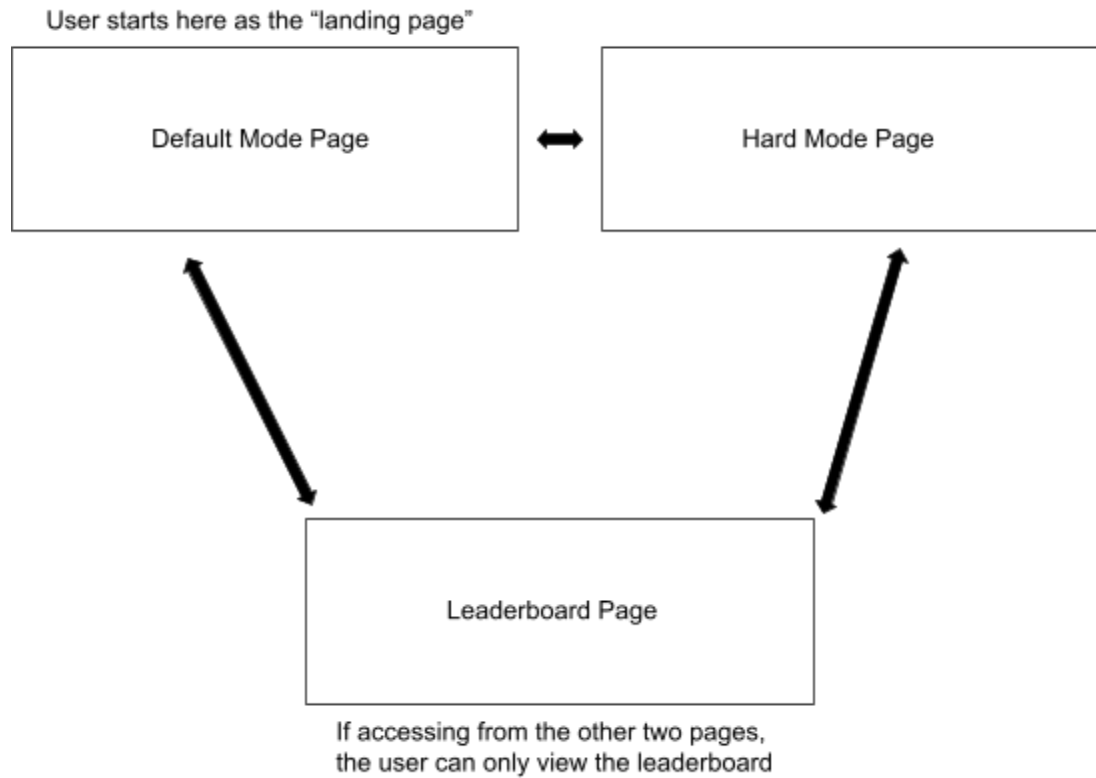 User starts here as the “landing page”
Default Mode Page
Hard Mode Page
Leaderboard Page
If accessing from the other two pages,
the user can only view the leaderboard